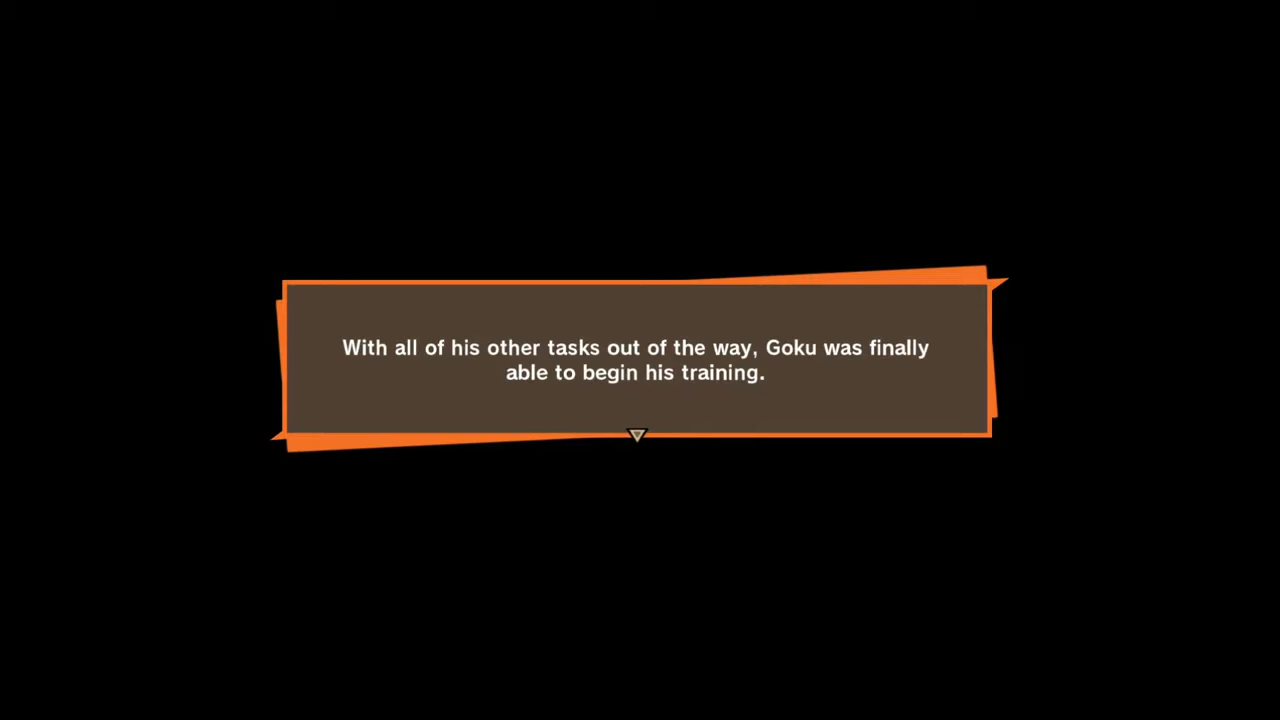 With all of his other tasks out of the way, Goku was finally
able to begin his training.